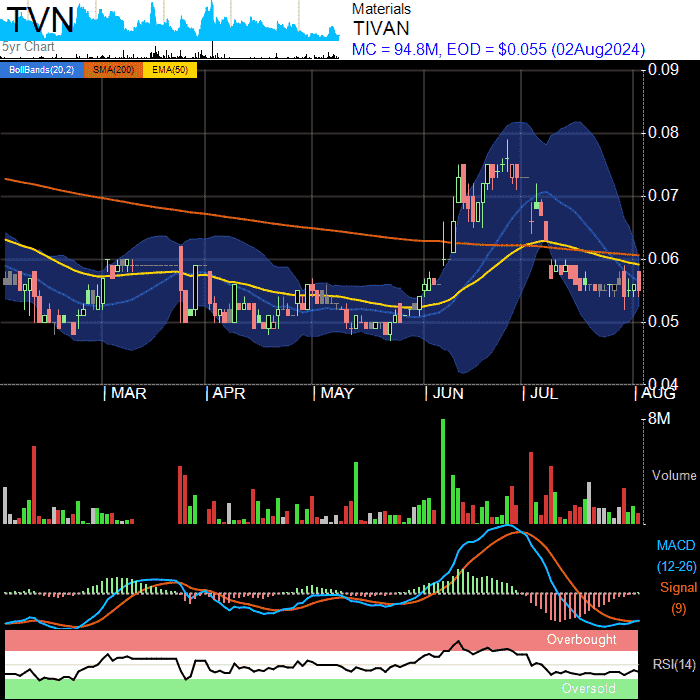 TVN
5yr Chart
Materials
TIVAN
MC = 94.8M, EOD = $0.055 (02Aug2024)
BollBands(20,2) SMA(200) EMA(50)
0.09
0.08
0.07
0.06
0.05
0.04
MAR APR MAY JUN JUL AUG
8M
Volume
MACD
(12-26)
Signal
(9)
Overbought
RSI(14)
Oversold